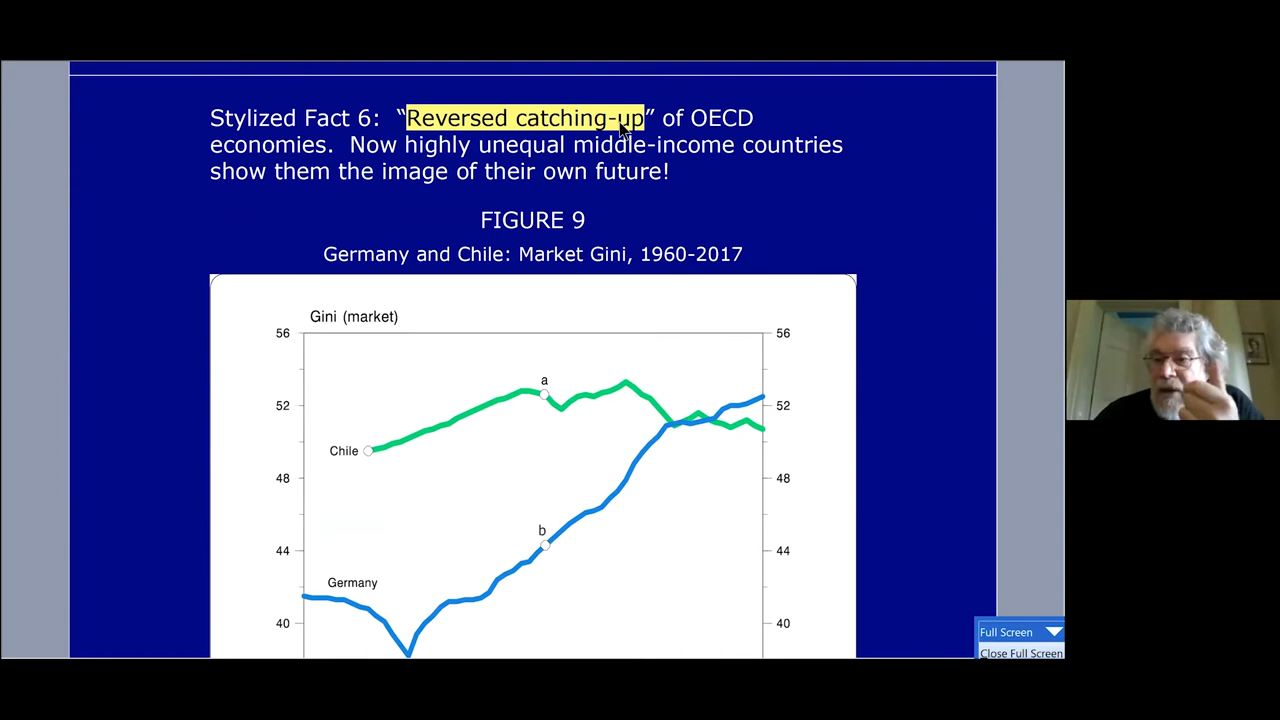 Stylized Fact 6: “Reversed catching-up” of OECD
economies. Now highly unequal middle-income countries
show them the image of their own future!
FIGURE 9
Germany and Chile: Market Gini, 1960-2017
Gini (market)
56
56
a
52
52
Chile
48
48
b
44
44
Germany
40
40
Full Screen
Close Full Screen